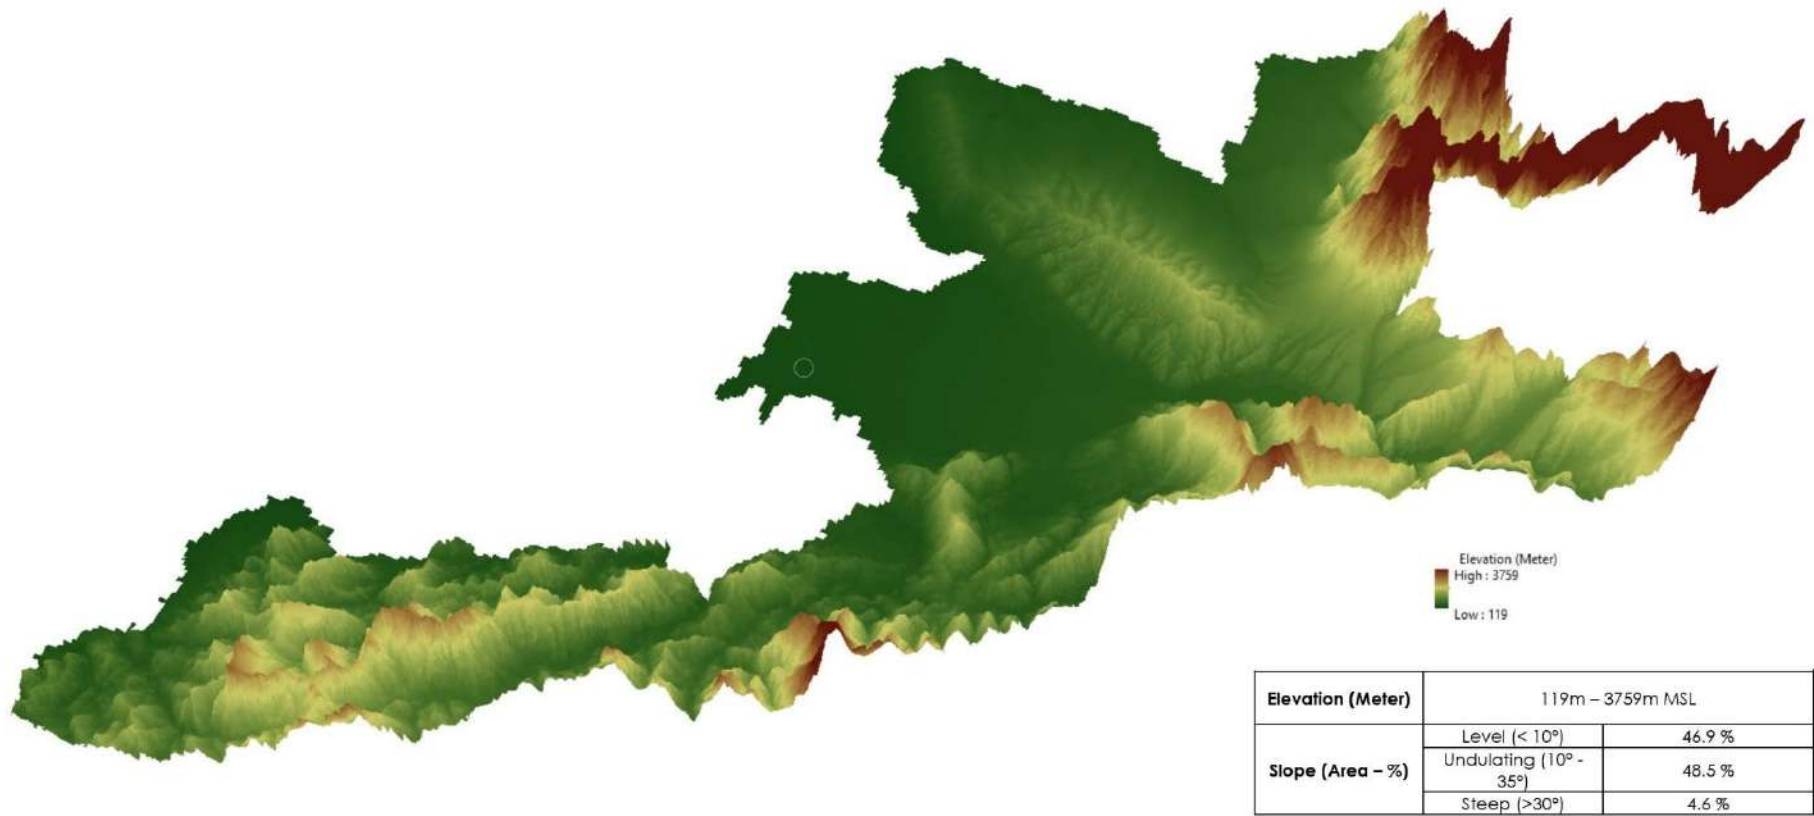 Elevation (Meter)
High : 3759
Low : 119
Elevation (Meter) 119m – 3759m MSL
Slope (Area – %) Level (< 10°) 46.9 %
Undulating (10° -
35°) 48.5 %
Steep (>30°) 4.6 %